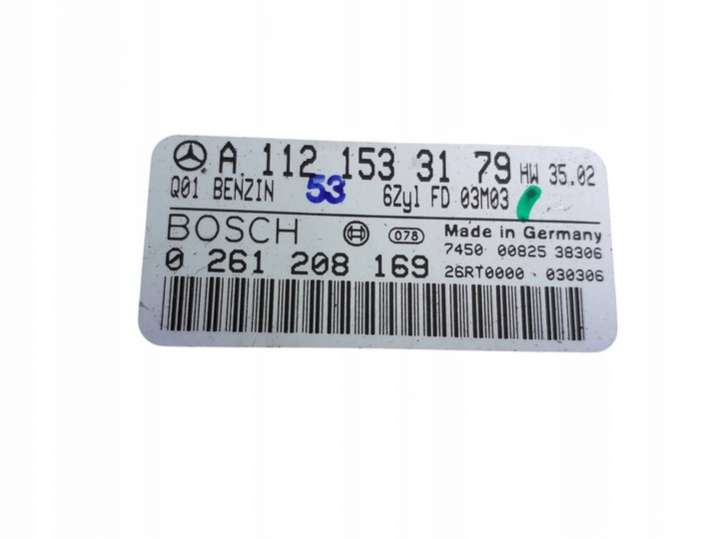 A 112 153 31 79 HW 35.02
Q01 BENZIN 53 6Zyl FD 03M03
BOSCH 078 Made in Germany
7450 00825 38306
0 261 208 169 26RT0000 030306